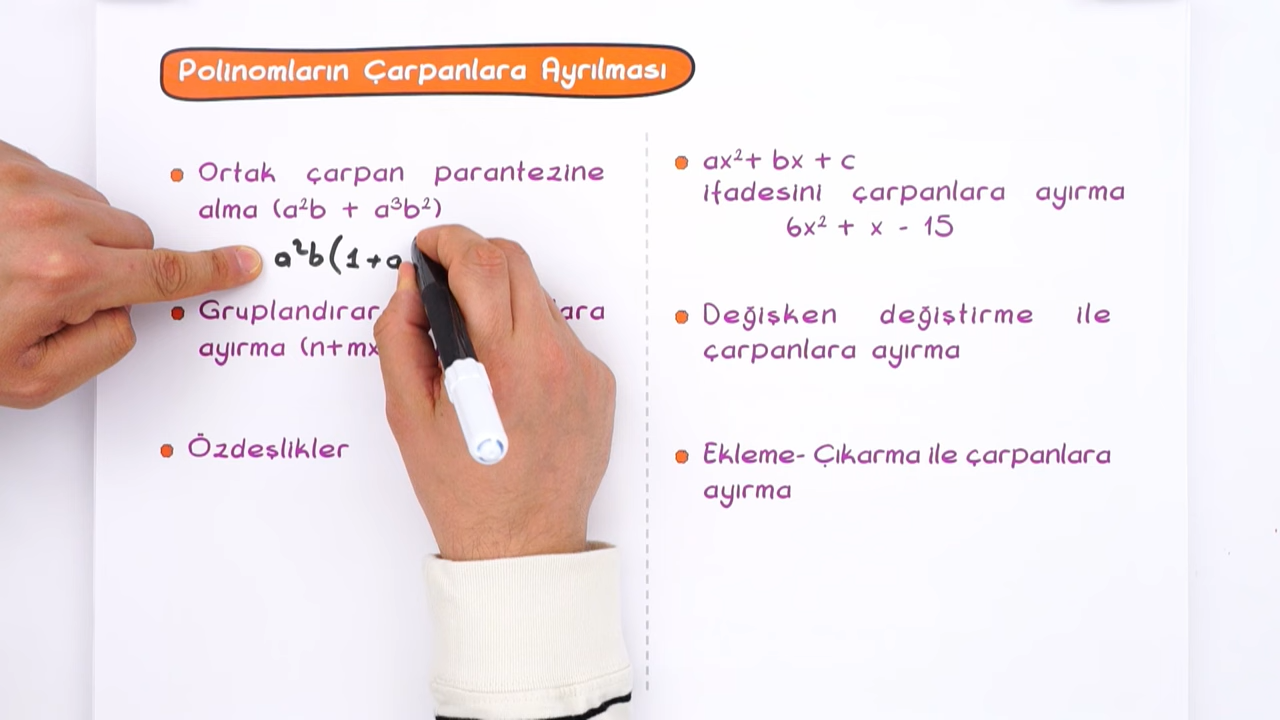 Polinomların Çarpanlara Ayrılması
Ortak çarpan parantezine
alma (a²b + a³b²)
a²b(1+a
Gruplandırar
ayırma (n+mx
Özdeşlikler
ax²+ bx + c
ifadesini çarpanlara ayırma
6x² + x - 15
Değişken değiştirme ile
çarpanlara ayırma
Ekleme- Çıkarma ile çarpanlara
ayırma